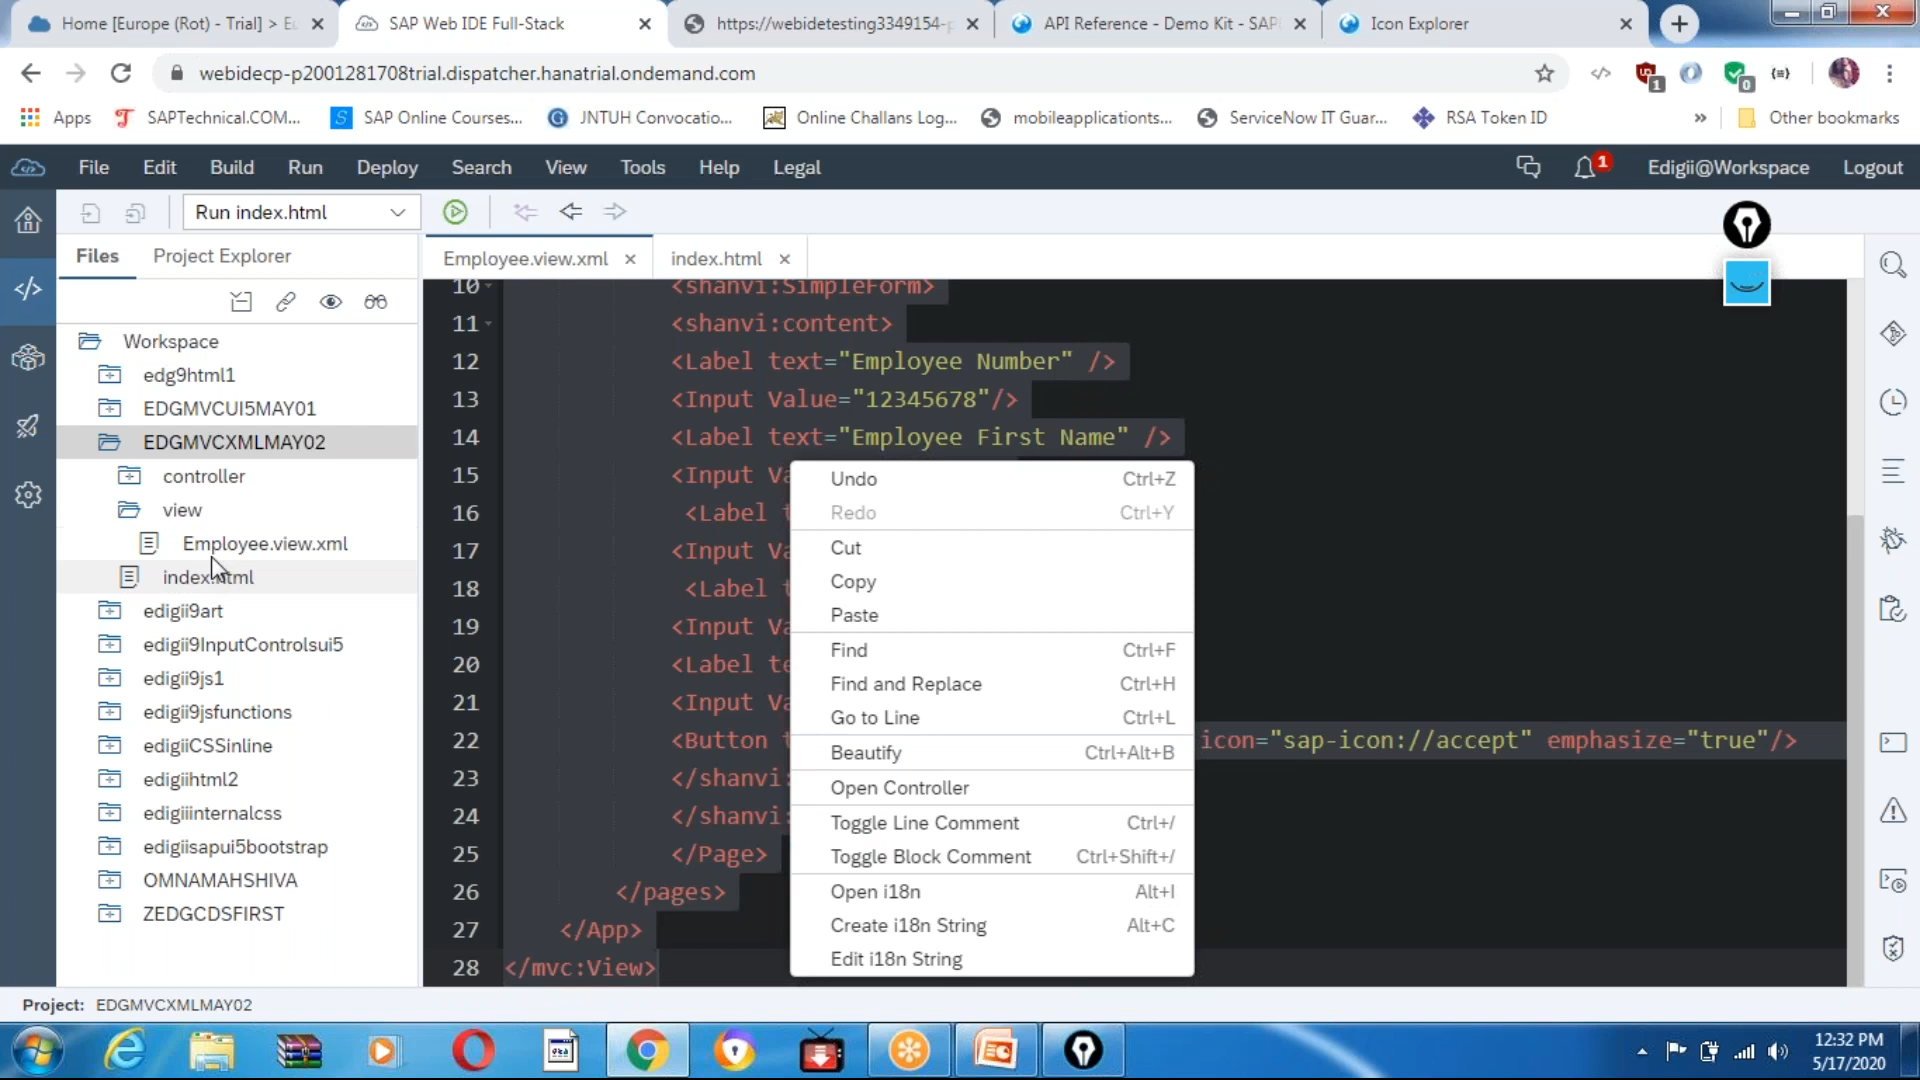 Home [Europe (Rot) - Trial] > Eu
SAP Web IDE Full-Stack
https://webidetesting3349154-p
API Reference - Demo Kit - SAP
Icon Explorer
webidecp-p2001281708trial.dispatcher.hanatrial.ondemand.com
1
0
Apps
SAPTechnical.COM...
SAP Online Courses...
JNTUH Convocatio...
Online Challans Log...
mobileapplicationts...
ServiceNow IT Guar...
RSA Token ID
»
Other bookmarks
File Edit Build Run Deploy Search View Tools Help Legal
1
Edigii@Workspace
Logout
Run index.html
Files
Project Explorer
Employee.view.xml ×
index.html ×
Workspace
edg9html1
EDGMVCUI5MAY01
EDGMVCXMLMAY02
controller
view
Employee.view.xml
index.html
edigii9art
edigii9InputControlsui5
edigii9js1
edigii9jsfunctions
edigiiCSSinline
edigiihtml2
edigiiinternalcss
edigiisapui5bootstrap
OMNAMAHSHIVA
ZEDGCDSFIRST
10 <shanvi:SimpleForm>
11 <shanvi:content>
12 <Label text="Employee Number" />
13 <Input Value="12345678"/>
14 <Label text="Employee First Name" />
15 <Input Va
16 <Label t
17 <Input Va
18 <Label t
19 <Input Va
20 <Label te
21 <Input Va
22 <Button t icon="sap-icon://accept" emphasize="true"/>
23 </shanvi:
24 </shanvi:
25 </Page>
26 </pages>
27 </App>
28 </mvc:View>
Undo Ctrl+Z
Redo Ctrl+Y
Cut
Copy
Paste
Find Ctrl+F
Find and Replace Ctrl+H
Go to Line Ctrl+L
Beautify Ctrl+Alt+B
Open Controller
Toggle Line Comment Ctrl+/
Toggle Block Comment Ctrl+Shift+/
Open i18n Alt+I
Create i18n String Alt+C
Edit i18n String
Project: EDGMVCXMLMAY02
12:32 PM
5/17/2020